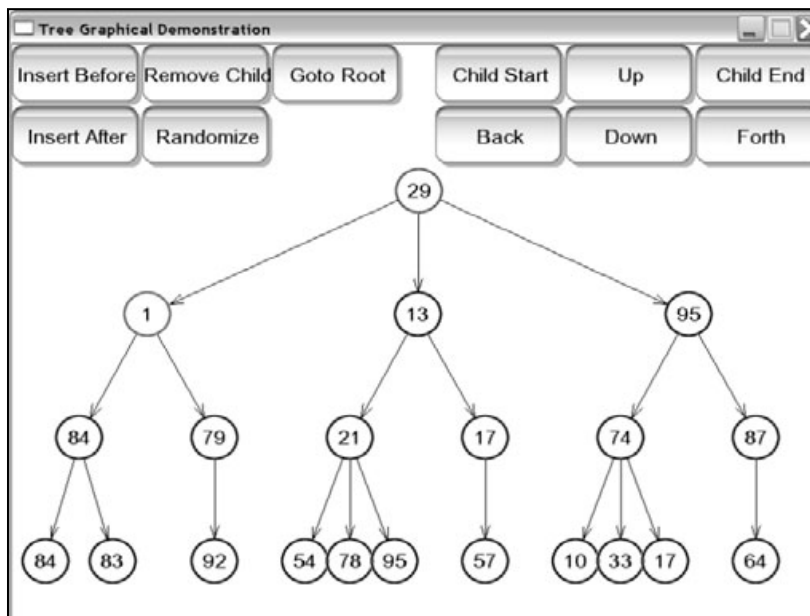 Tree Graphical Demonstration
Insert Before Remove Child Goto Root Child Start Up Child End
Insert After Randomize Back Down Forth
29
1 13 95
84 79 21 17 74 87
84 83 92 54 78 95 57 10 33 17 64